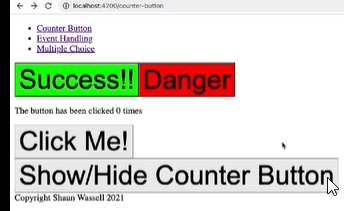 localhost:4200/counter-button
Counter Button
Event Handling
Multiple Choice
Success!! Danger
The button has been clicked 0 times
Click Me!
Show/Hide Counter Button
Copyright Shaun Wassell 2021